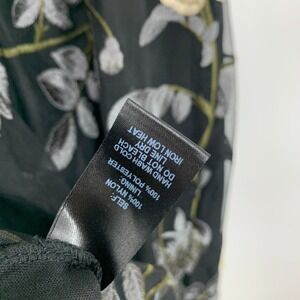 SELF:
100% NYLON
LINING:
100% POLYESTER
HAND WASH COLD
DO NOT BLEACH
LINE DRY
IRON LOW HEAT